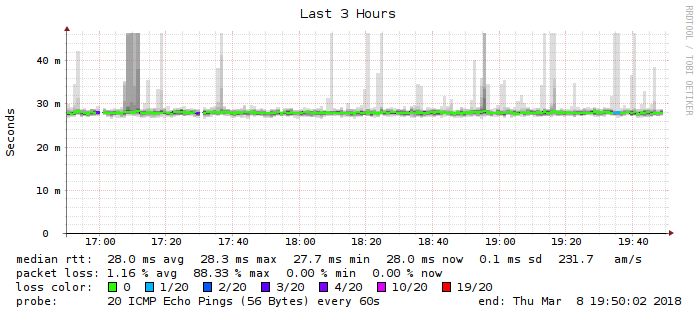 Last 3 Hours
RRDTOOL / TOBI OETIKER
Seconds
40 m
30 m
20 m
10 m
0
17:00 17:20 17:40 18:00 18:20 18:40 19:00 19:20 19:40
median rtt: 28.0 ms avg 28.3 ms max 27.7 ms min 28.0 ms now 0.1 ms sd 231.7 am/s
packet loss: 1.16 % avg 88.33 % max 0.00 % min 0.00 % now
loss color: 0 1/20 2/20 3/20 4/20 10/20 19/20
probe: 20 ICMP Echo Pings (56 Bytes) every 60s end: Thu Mar 8 19:50:02 2018